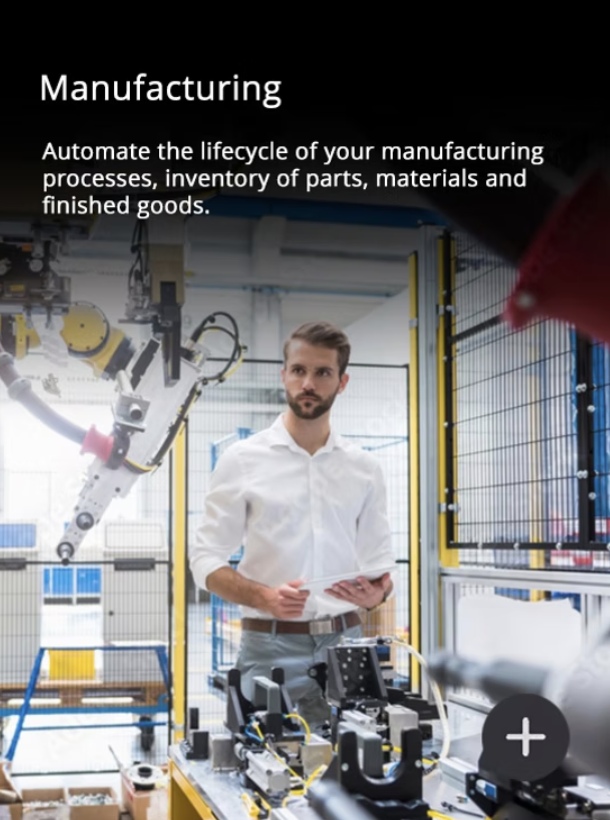 Manufacturing
Automate the lifecycle of your manufacturing
processes, inventory of parts, materials and
finished goods.